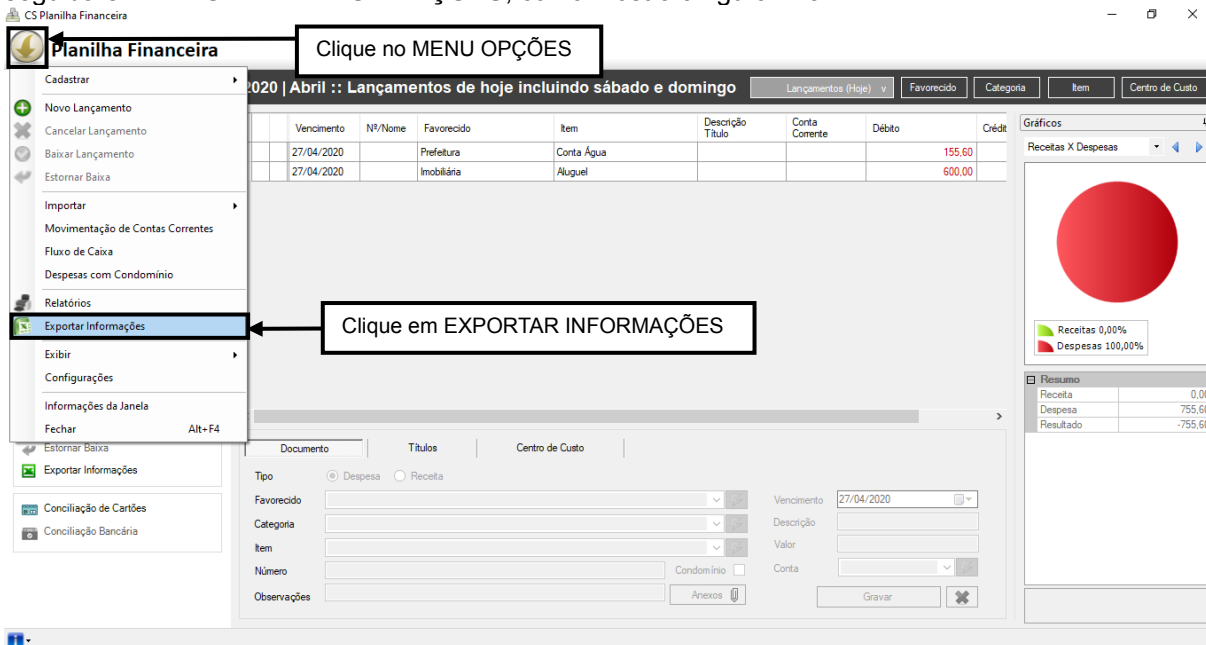 CS Planilha Financeira
Planilha Financeira
Clique no MENU OPÇÕES
2020 | Abril :: Lançamentos de hoje incluindo sábado e domingo
Lançamentos (Hoje) v
Favorecido
Categoria
Item
Centro de Custo
Cadastrar
Novo Lançamento
Cancelar Lançamento
Baixar Lançamento
Estornar Baixa
Importar
Movimentação de Contas Correntes
Fluxo de Caixa
Despesas com Condomínio
Relatórios
Exportar Informações
Exibir
Configurações
Informações da Janela
Fechar Alt+F4
Vencimento Nº/Nome Favorecido Item Descrição Título Conta Corrente Débito Crédit
27/04/2020 Prefeitura Conta Água 155,60
27/04/2020 Imobiliária Aluguel 600,00
Clique em EXPORTAR INFORMAÇÕES
Gráficos
Receitas X Despesas
Receitas 0,00%
Despesas 100,00%
Resumo
Receita 0,00
Despesa 755,60
Resultado -755,60
Estornar Baixa
Exportar Informações
Conciliação de Cartões
Conciliação Bancária
Documento Títulos Centro de Custo
Tipo Despesa Receita
Favorecido Vencimento 27/04/2020
Categoria Descrição
Item Valor
Número Condomínio Conta
Observações Anexos Gravar